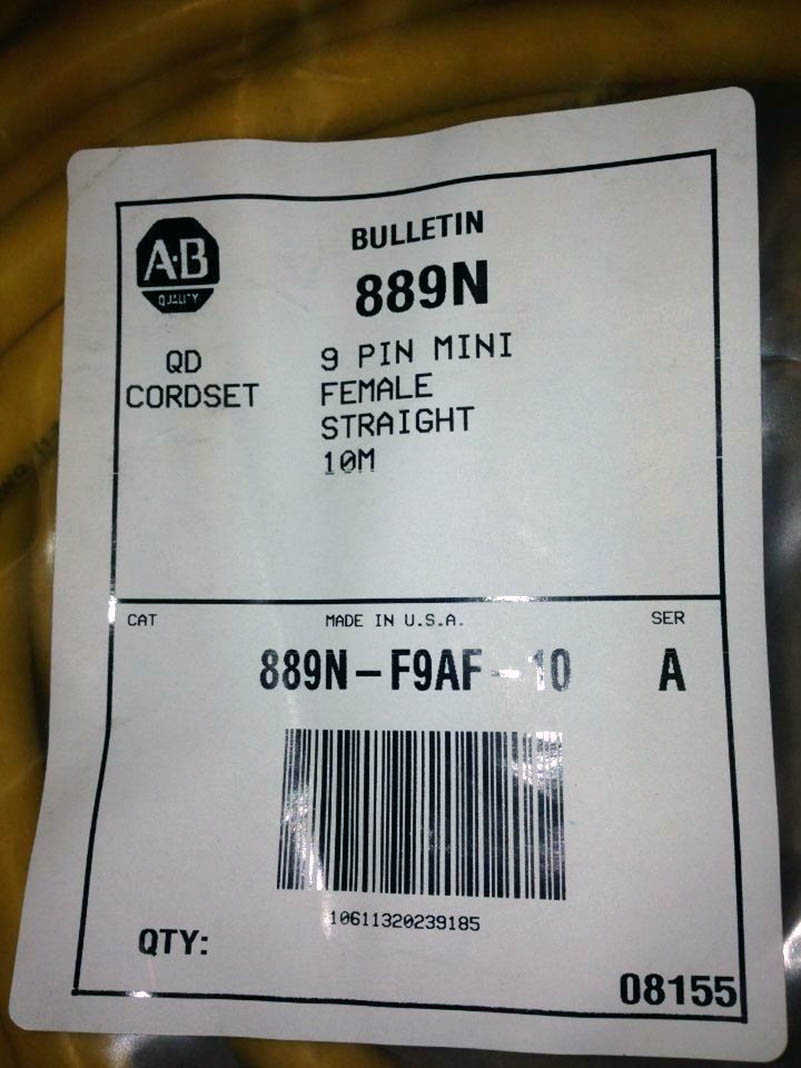 A·B
QUALITY
BULLETIN
889N
QD
CORDSET
9 PIN MINI
FEMALE
STRAIGHT
10M
CAT
MADE IN U.S.A.
SER
889N-F9AF-10
A
10611320239185
QTY:
08155